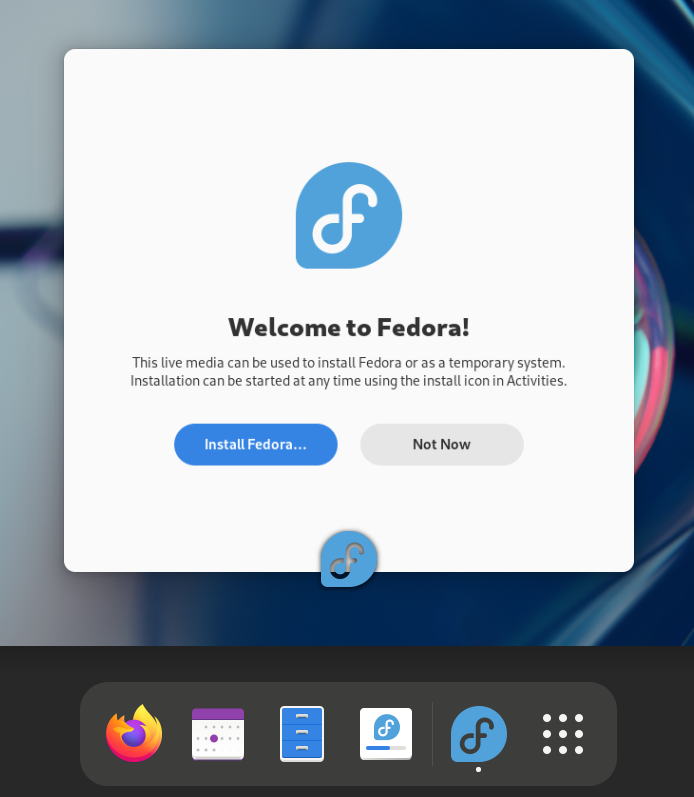 Welcome to Fedora!
This live media can be used to install Fedora or as a temporary system.
Installation can be started at any time using the install icon in Activities.
Install Fedora...
Not Now